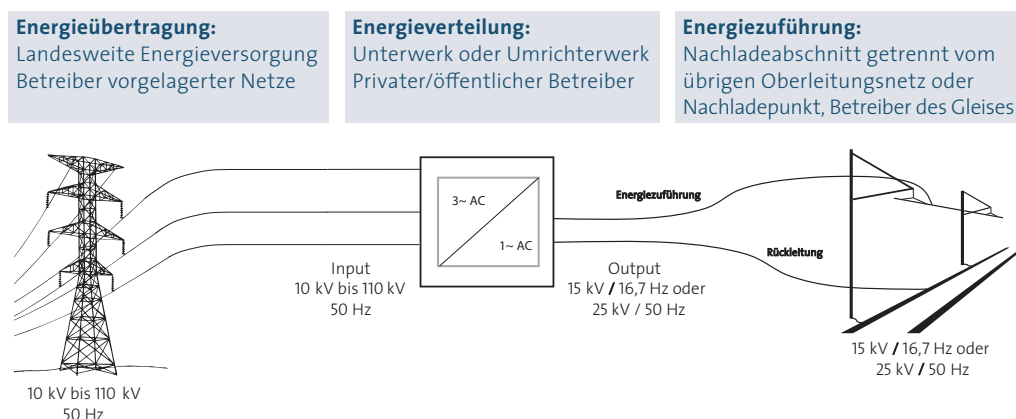 Energieübertragung:
Landesweite Energieversorgung
Betreiber vorgelagerter Netze
Energieverteilung:
Unterwerk oder Umrichterwerk
Privater/öffentlicher Betreiber
Energiezuführung:
Nachladeabschnitt getrennt vom
übrigen Oberleitungsnetz oder
Nachladepunkt, Betreiber des Gleises
3~ AC
1~ AC
Energiezuführung
Rückleitung
Input
10 kV bis 110 kV
50 Hz
Output
15 kV / 16,7 Hz oder
25 kV / 50 Hz
15 kV / 16,7 Hz oder
25 kV / 50 Hz
10 kV bis 110 kV
50 Hz